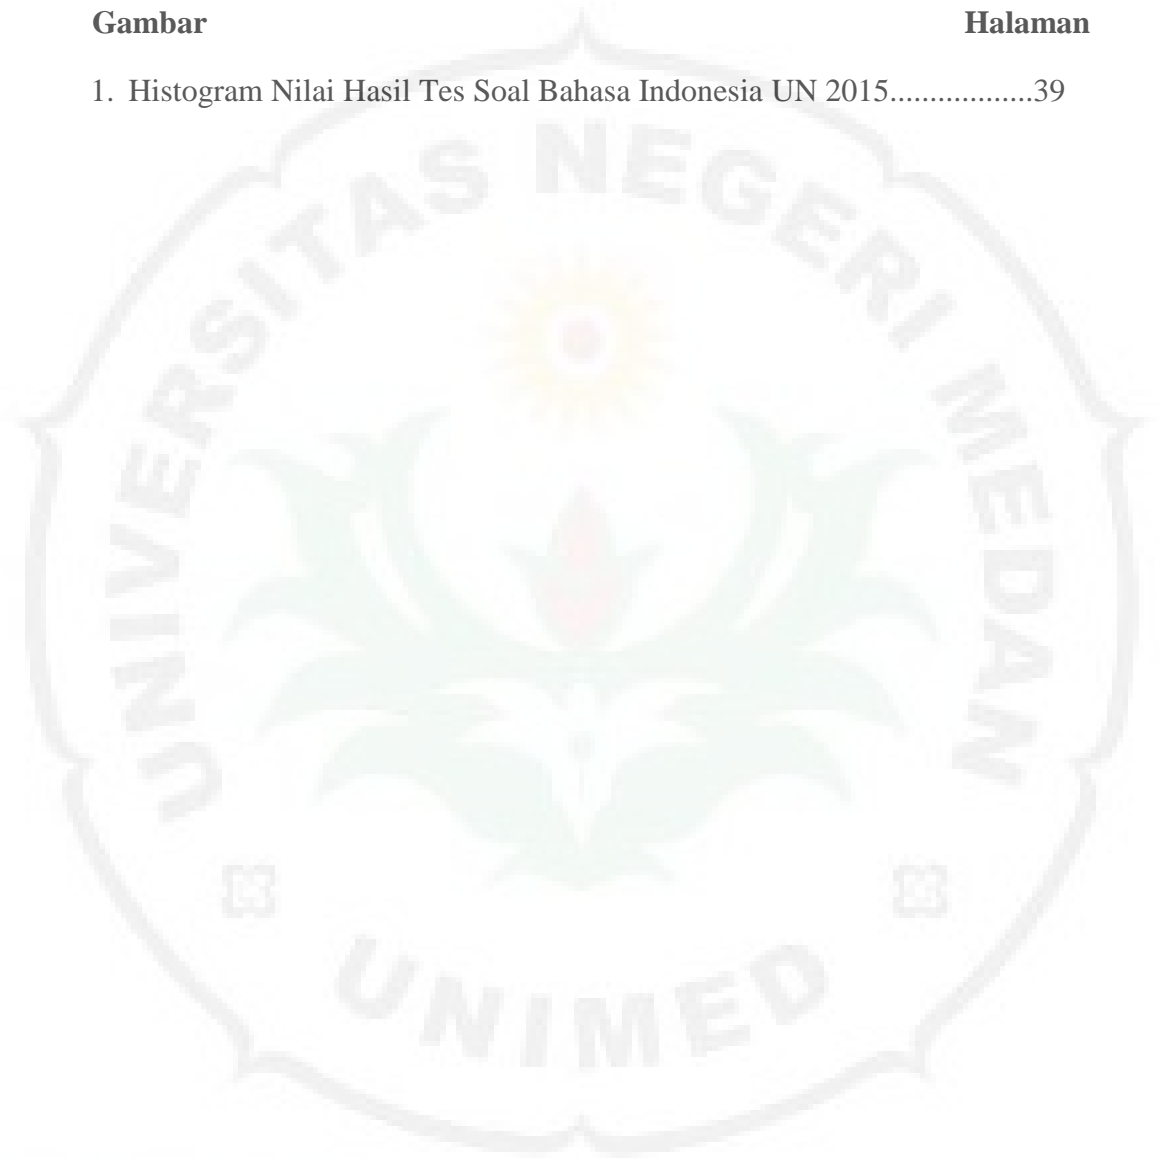 Gambar Halaman
1. Histogram Nilai Hasil Tes Soal Bahasa Indonesia UN 2015..................39
UNIVERSITAS NEGERI MEDAN
UNIMED